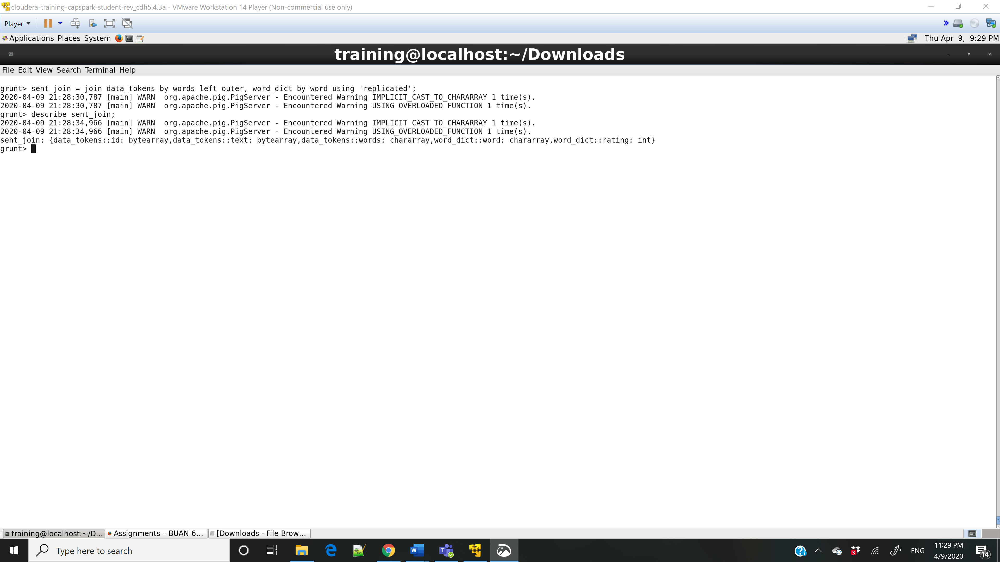 cloudera-training-capspark-student-rev_cdh5.4.3a - VMware Workstation 14 Player (Non-commercial use only)
Player
Applications Places System
Thu Apr 9, 9:29 PM
training@localhost:~/Downloads
File Edit View Search Terminal Help
grunt> sent_join = join data_tokens by words left outer, word_dict by word using 'replicated';
2020-04-09 21:28:30,787 [main] WARN  org.apache.pig.PigServer - Encountered Warning IMPLICIT_CAST_TO_CHARARRAY 1 time(s).
2020-04-09 21:28:30,787 [main] WARN  org.apache.pig.PigServer - Encountered Warning USING_OVERLOADED_FUNCTION 1 time(s).
grunt> describe sent_join;
2020-04-09 21:28:34,966 [main] WARN  org.apache.pig.PigServer - Encountered Warning IMPLICIT_CAST_TO_CHARARRAY 1 time(s).
2020-04-09 21:28:34,966 [main] WARN  org.apache.pig.PigServer - Encountered Warning USING_OVERLOADED_FUNCTION 1 time(s).
sent_join: {data_tokens::id: bytearray,data_tokens::text: bytearray,data_tokens::words: chararray,word_dict::word: chararray,word_dict::rating: int}
grunt>
training@localhost:~/D... Assignments – BUAN 6... [Downloads - File Brow...
Type here to search
3
ENG
11:29 PM
4/9/2020
14